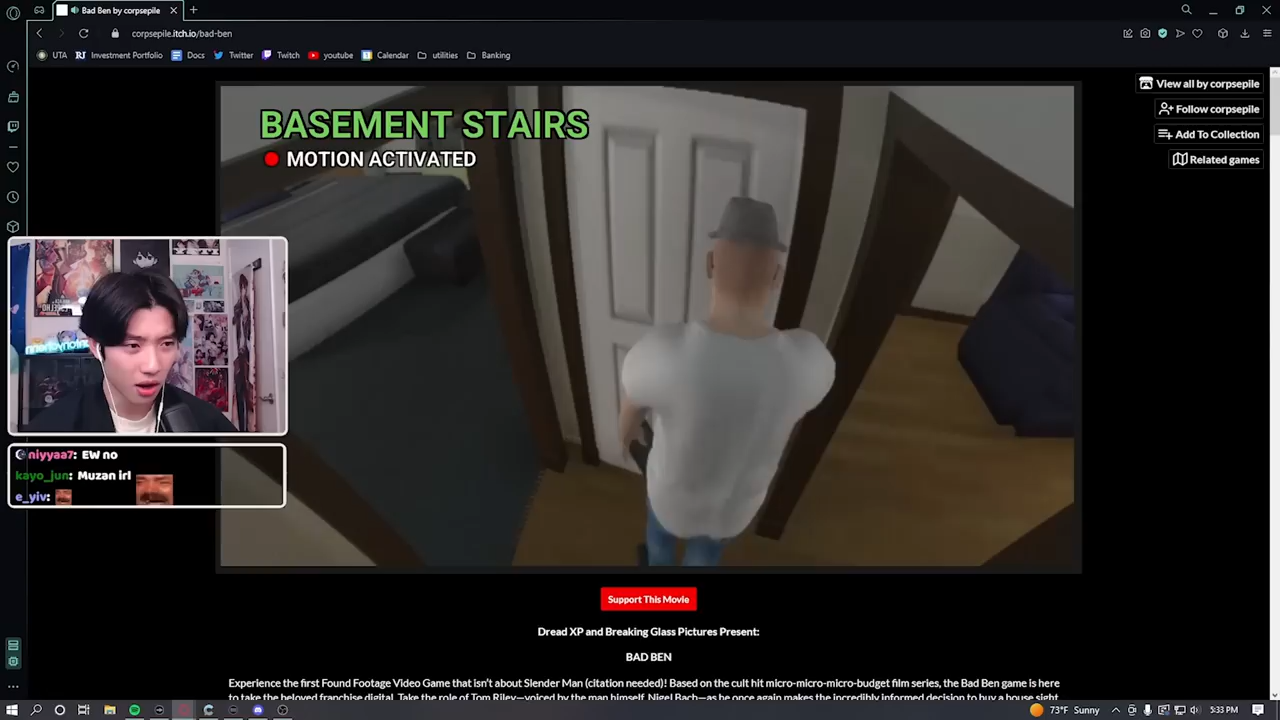 Bad Ben by corpsepile
corpsepile.itch.io/bad-ben
UTA
Investment Portfolio
Docs
Twitter
Twitch
youtube
Calendar
utilities
Banking
BASEMENT STAIRS
MOTION ACTIVATED
View all by corpsepile
Follow corpsepile
Add To Collection
Related games
niyyaa7: EW no
kayo_jun: Muzan irl
e_yiv:
Support This Movie
Dread XP and Breaking Glass Pictures Present:
BAD BEN
Experience the first Found Footage Video Game that isn't about Slender Man (citation needed)! Based on the cult hit micro-micro-micro-budget film series, the Bad Ben game is here
to take the beloved franchise digital. Take the role of Tom Riley—voiced by the man himself, Nigel Bach—as he once again makes the incredibly informed decision to buy a house sight
73°F Sunny
5:33 PM